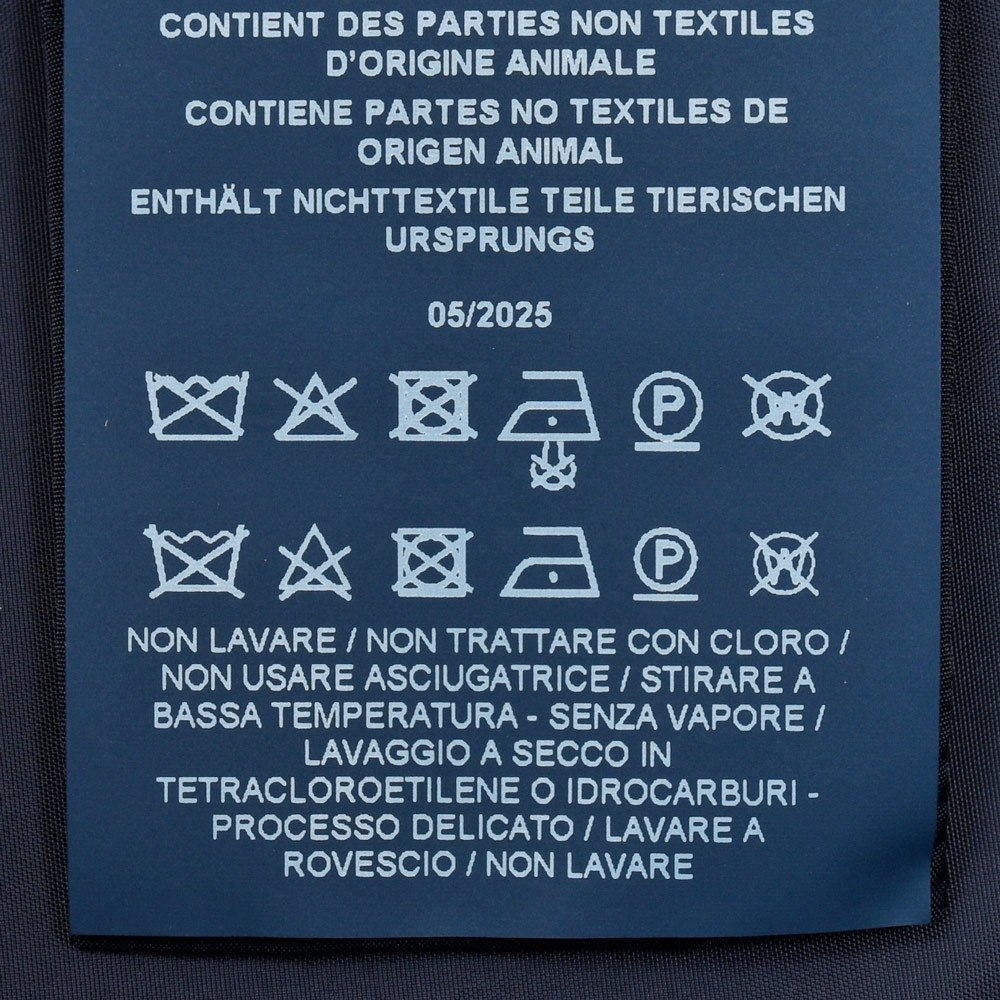 CONTIENT DES PARTIES NON TEXTILES
D'ORIGINE ANIMALE
CONTIENE PARTES NO TEXTILES DE
ORIGEN ANIMAL
ENTHÄLT NICHTTEXTILE TEILE TIERISCHEN
URSPRUNGS
05/2025
P W
P W
NON LAVARE / NON TRATTARE CON CLORO /
NON USARE ASCIUGATRICE / STIRARE A
BASSA TEMPERATURA - SENZA VAPORE /
LAVAGGIO A SECCO IN
TETRACLOROETILENE O IDROCARBURI -
PROCESSO DELICATO / LAVARE A
ROVESCIO / NON LAVARE